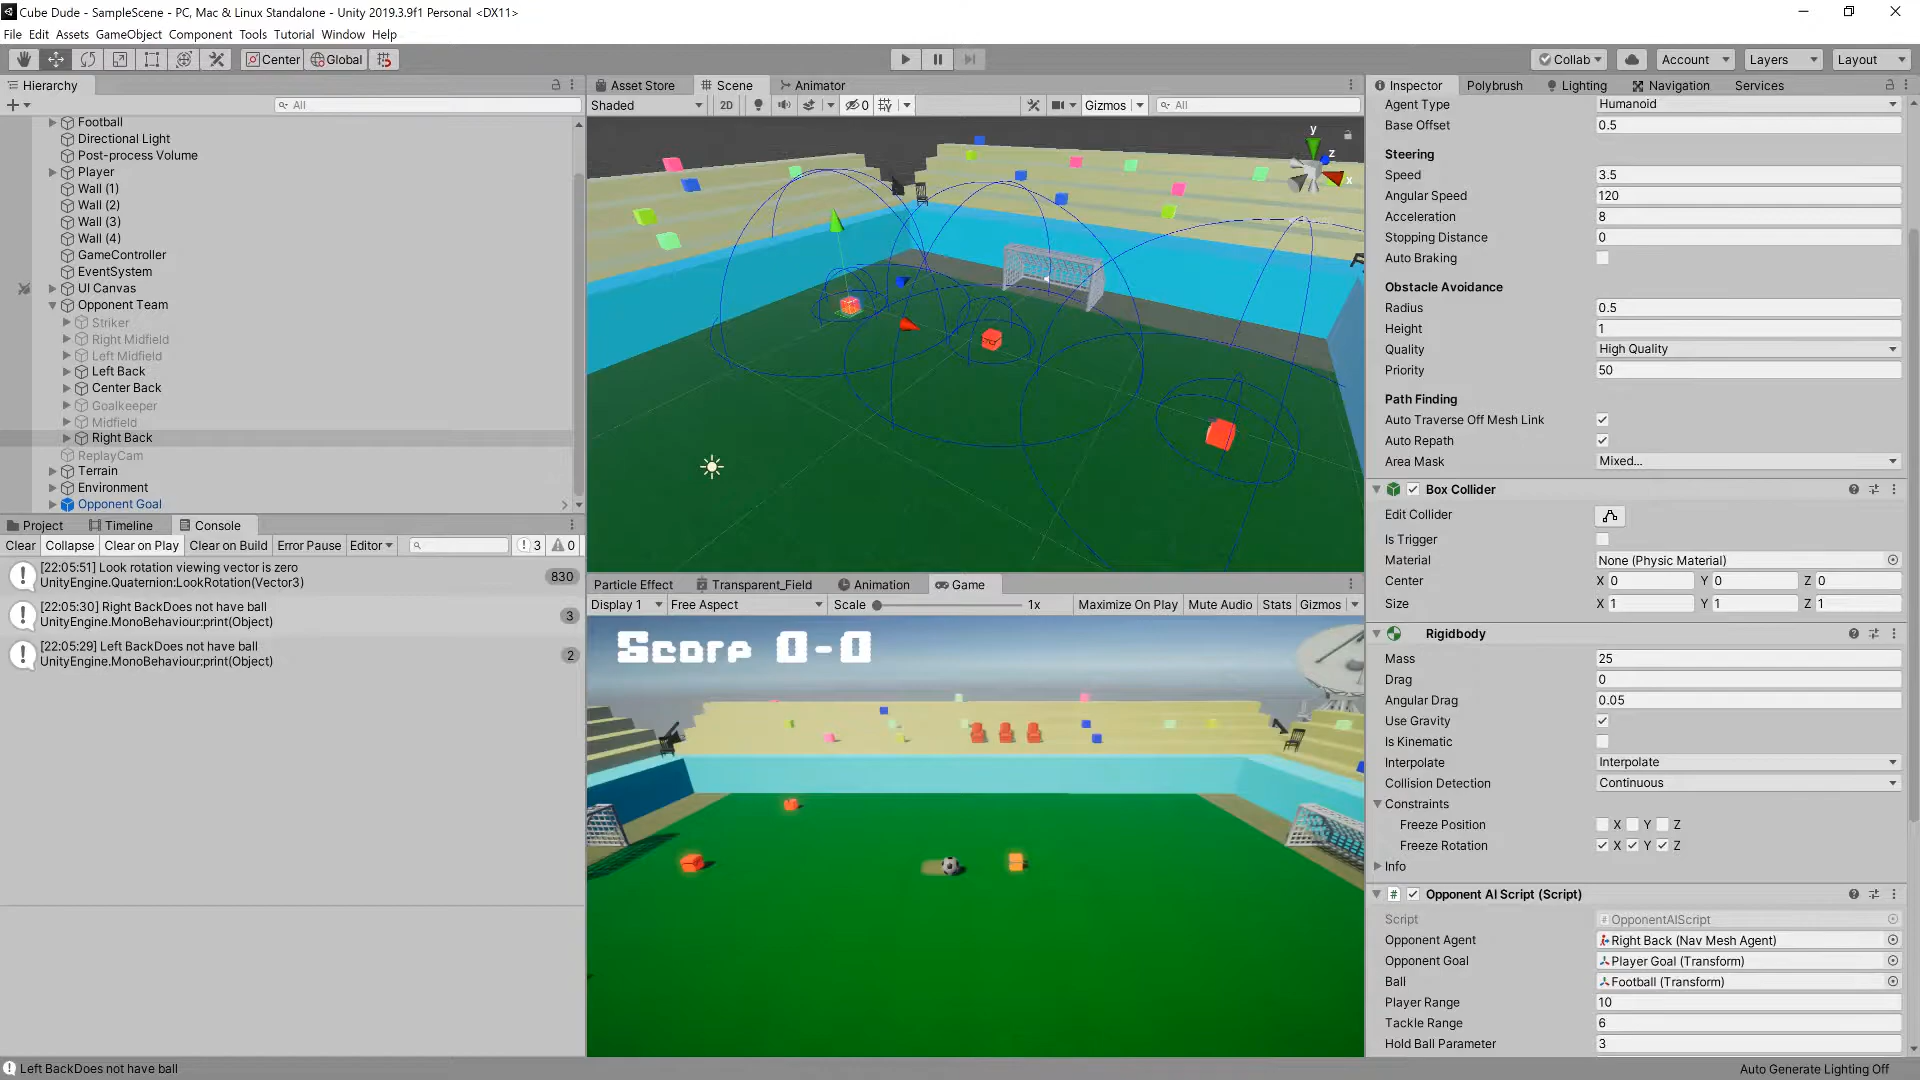 Cube Dude - SampleScene - PC, Mac & Linux Standalone - Unity 2019.3.9f1 Personal <DX11>
File Edit Assets GameObject Component Tools Tutorial Window Help
Center Global Collab Account Layers Layout
Hierarchy
All
Football
Directional Light
Post-process Volume
Player
Wall (1)
Wall (2)
Wall (3)
Wall (4)
GameController
EventSystem
UI Canvas
Opponent Team
Striker
Right Midfield
Left Midfield
Left Back
Center Back
Goalkeeper
Midfield
Right Back
ReplayCam
Terrain
Environment
Opponent Goal
Project Timeline Console
Clear Collapse Clear on Play Clear on Build Error Pause Editor 3 0
[22:05:51] Look rotation viewing vector is zero
UnityEngine.Quaternion:LookRotation(Vector3)
830
[22:05:30] Right BackDoes not have ball
UnityEngine.MonoBehaviour:print(Object)
3
[22:05:29] Left BackDoes not have ball
UnityEngine.MonoBehaviour:print(Object)
2
Asset Store Scene Animator
Shaded 2D 0 Gizmos All
y
z
x
Particle Effect Transparent_Field Animation Game
Display 1 Free Aspect Scale 1x Maximize On Play Mute Audio Stats Gizmos
Score 0-0
Inspector Polybrush Lighting Navigation Services
Agent Type Humanoid
Base Offset 0.5
Steering
Speed 3.5
Angular Speed 120
Acceleration 8
Stopping Distance 0
Auto Braking
Obstacle Avoidance
Radius 0.5
Height 1
Quality High Quality
Priority 50
Path Finding
Auto Traverse Off Mesh Link
Auto Repath
Area Mask Mixed...
Box Collider
Edit Collider
Is Trigger
Material None (Physic Material)
Center X 0 Y 0 Z 0
Size X 1 Y 1 Z 1
Rigidbody
Mass 25
Drag 0
Angular Drag 0.05
Use Gravity
Is Kinematic
Interpolate Interpolate
Collision Detection Continuous
Constraints
Freeze Position X Y Z
Freeze Rotation X Y Z
Info
# Opponent AI Script (Script)
Script # OpponentAIScript
Opponent Agent Right Back (Nav Mesh Agent)
Opponent Goal Player Goal (Transform)
Ball Football (Transform)
Player Range 10
Tackle Range 6
Hold Ball Parameter 3
Left BackDoes not have ball
Auto Generate Lighting Off